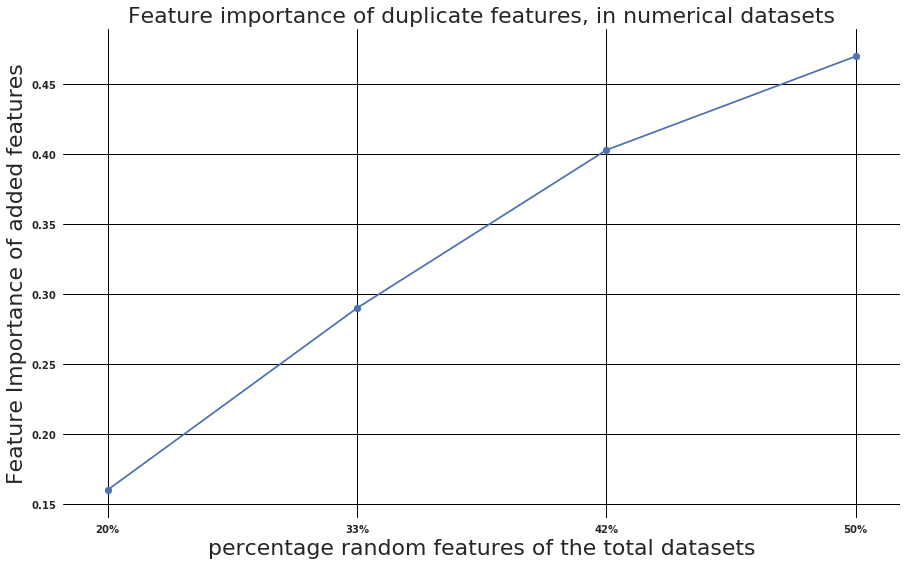 Feature importance of duplicate features, in numerical datasets
Feature Importance of added features
0.45
0.40
0.35
0.30
0.25
0.20
0.15
20% 33% 42% 50%
percentage random features of the total datasets